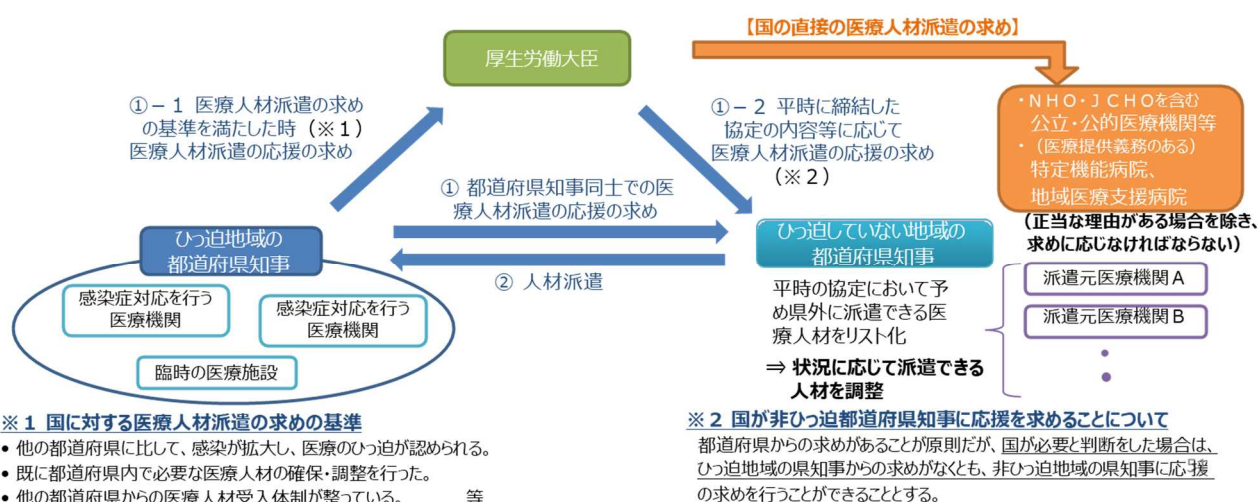 【国の直接の医療人材派遣の求め】
厚生労働大臣
①－１ 医療人材派遣の求め
の基準を満たした時（※１）
医療人材派遣の応援の求め
①－２ 平時に締結した
協定の内容等に応じて
医療人材派遣の応援の求め
（※２）
・ＮＨＯ・ＪＣＨＯを含む
公立・公的医療機関等
・（医療提供義務のある）
特定機能病院、
地域医療支援病院
（正当な理由がある場合を除き、
求めに応じなければならない）
① 都道府県知事同士での医
療人材派遣の応援の求め
② 人材派遣
ひっ迫地域の
都道府県知事
感染症対応を行う
医療機関
感染症対応を行う
医療機関
臨時の医療施設
ひっ迫していない地域の
都道府県知事
平時の協定において予
め県外に派遣できる医
療人材をリスト化
⇒ 状況に応じて派遣できる
人材を調整
派遣元医療機関Ａ
派遣元医療機関Ｂ
※１ 国に対する医療人材派遣の求めの基準
• 他の都道府県に比して、感染が拡大し、医療のひっ迫が認められる。
• 既に都道府県内で必要な医療人材の確保・調整を行った。
• 他の都道府県からの医療人材受入体制が整っている。 等
※２ 国が非ひっ迫都道府県知事に応援を求めることについて
都道府県からの求めがあることが原則だが、国が必要と判断をした場合は、
ひっ迫地域の県知事からの求めがなくとも、非ひっ迫地域の県知事に応援
の求めを行うことができることとする。